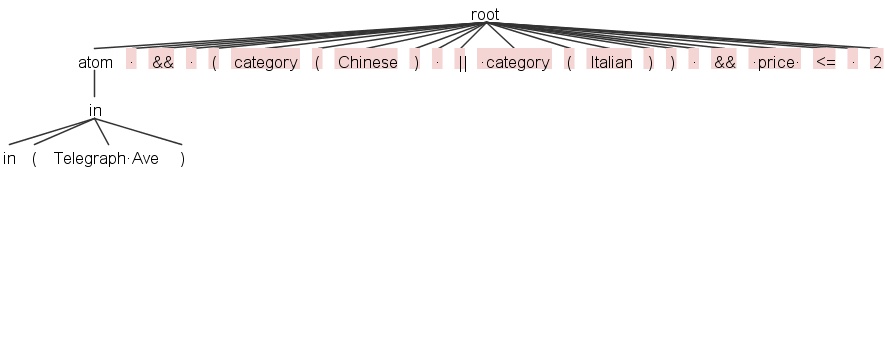 root
atom · && · ( category ( Chinese ) · || ·category ( Italian ) ) · && ·price· <= · 2
in
in ( Telegraph·Ave )